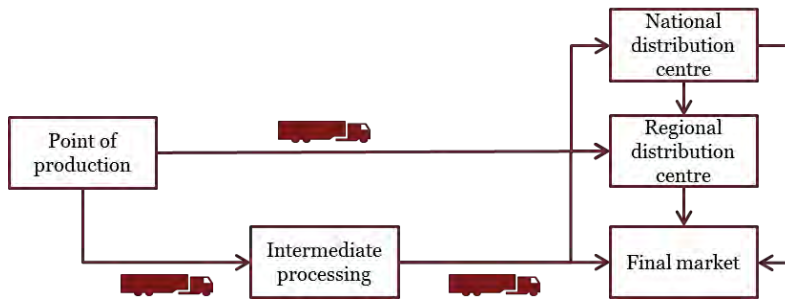 National
distribution
centre
Point of
production
Regional
distribution
centre
Intermediate
processing
Final market